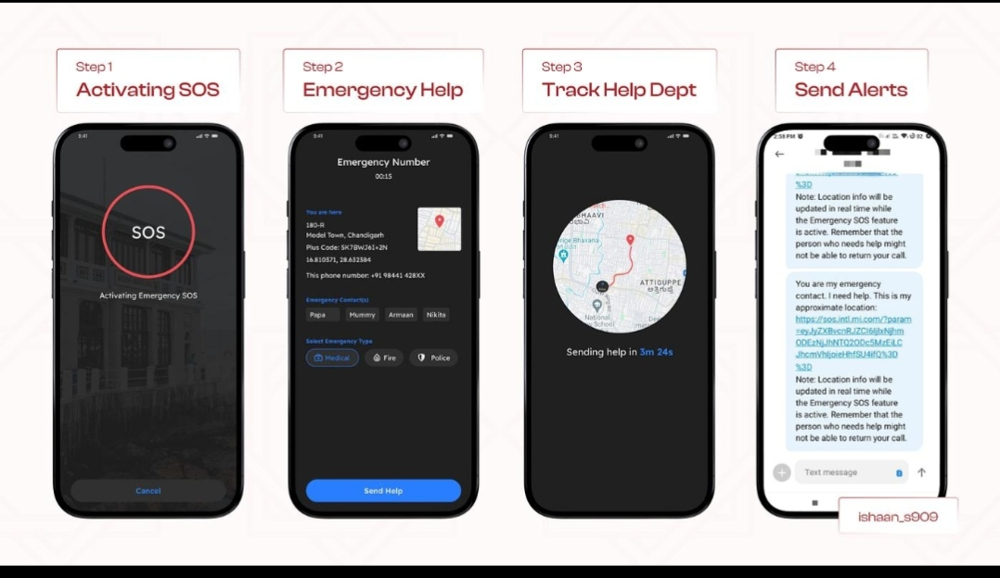 Step 1
Activating SOS
9:41
SOS
Activating Emergency SOS
Cancel
Step 2
Emergency Help
9:41
Emergency Number
00:15
You are here
180-R
Model Town, Chandigarh
Plus Code: 5K7BWJ61+2N
16.810371, 28.632584
This phone number: +91 98441 428XX
Emergency Contact(s)
Papa Mummy Armaan Nikita
Select Emergency Type
Medical Fire Police
Send Help
Step 3
Track Help Dept
9:41
ATTIGUPPE
ಅತ್ತಿಗುಪ್ಪೆ
National
Sending help in 3m 24s
Step 4
Send Alerts
2:58 PM
%3D
Note: Location info will be
updated in real time while
the Emergency SOS feature
is active. Remember that the
person who needs help might
not be able to return your call.
You are my emergency
contact. I need help. This is my
approximate location:
https://sos.intl.mi.com/?param
%3D
Note: Location info will be
updated in real time while
the Emergency SOS feature
is active. Remember that the
person who needs help might
not be able to return your call.
Text message
ishaan_s909